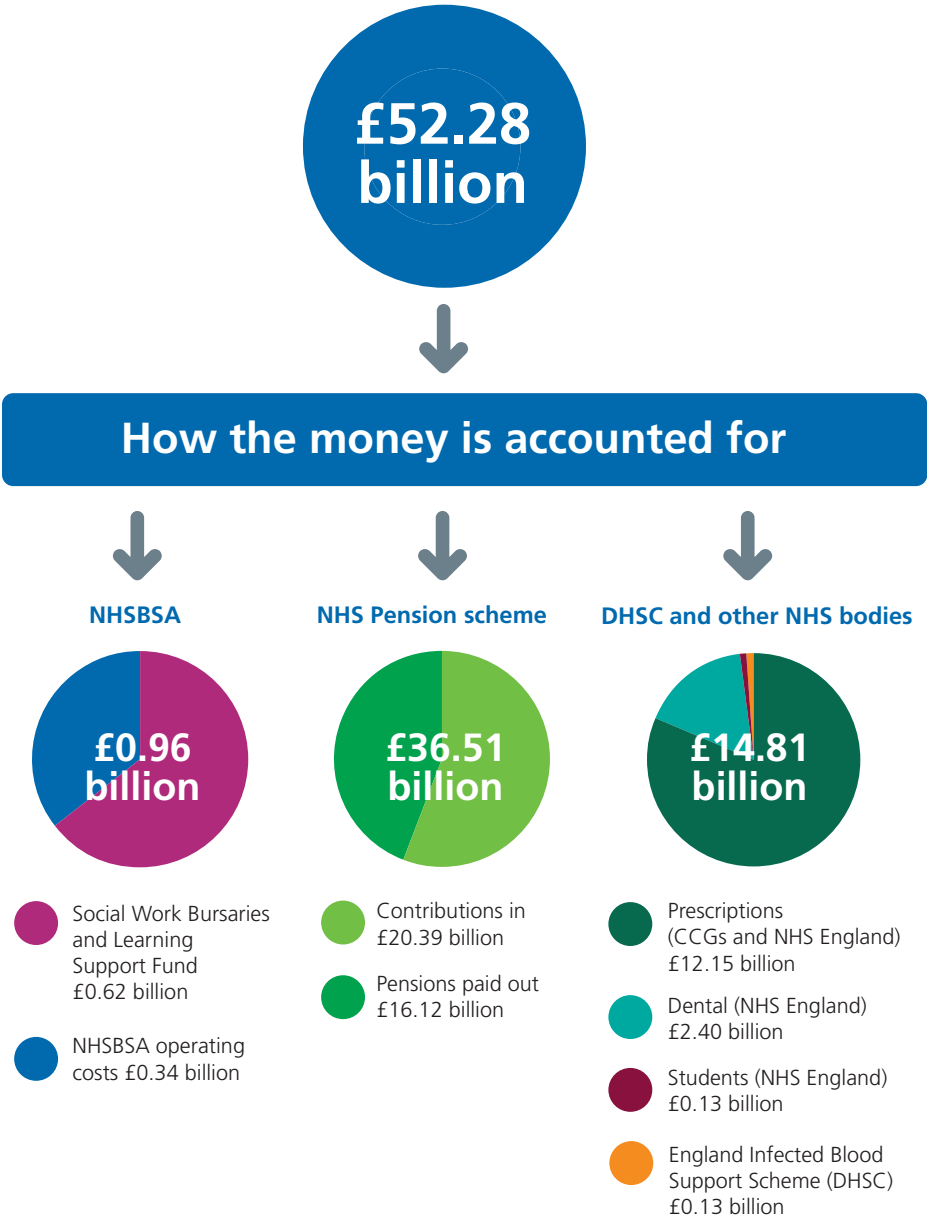 £52.28
billion
How the money is accounted for
NHSBSA
£0.96
billion
Social Work Bursaries
and Learning
Support Fund
£0.62 billion
NHSBSA operating
costs £0.34 billion
NHS Pension scheme
£36.51
billion
Contributions in
£20.39 billion
Pensions paid out
£16.12 billion
DHSC and other NHS bodies
£14.81
billion
Prescriptions
(CCGs and NHS England)
£12.15 billion
Dental (NHS England)
£2.40 billion
Students (NHS England)
£0.13 billion
England Infected Blood
Support Scheme (DHSC)
£0.13 billion